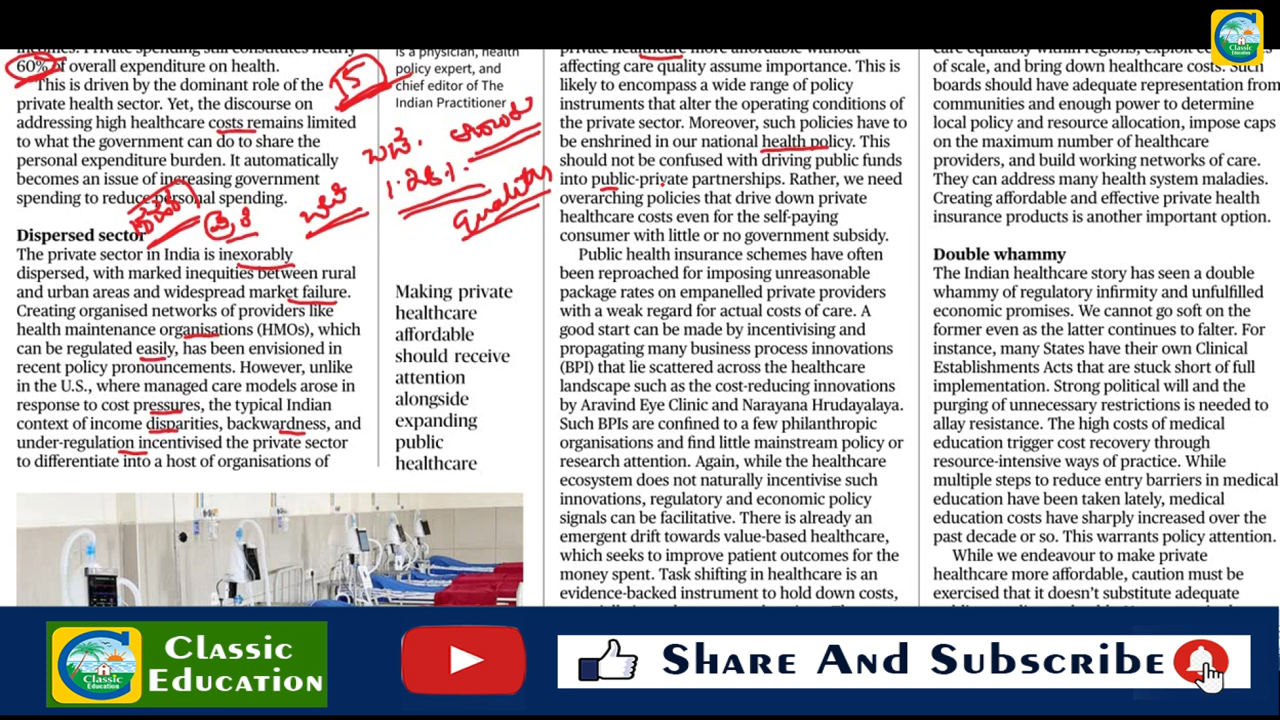 incomes. Private spending still constitutes nearly
60% of overall expenditure on health.
This is driven by the dominant role of the
private health sector. Yet, the discourse on
addressing high healthcare costs remains limited
to what the government can do to share the
personal expenditure burden. It automatically
becomes an issue of increasing government
spending to reduce personal spending.
Dispersed sector
The private sector in India is inexorably
dispersed, with marked inequities between rural
and urban areas and widespread market failure.
Creating organised networks of providers like
health maintenance organisations (HMOs), which
can be regulated easily, has been envisioned in
recent policy pronouncements. However, unlike
in the U.S., where managed care models arose in
response to cost pressures, the typical Indian
context of income disparities, backwardness, and
under-regulation incentivised the private sector
to differentiate into a host of organisations of
is a physician, health
policy expert, and
chief editor of The
Indian Practitioner
15
1.28%.
Quality
Making private
healthcare
affordable
should receive
attention
alongside
expanding
public
healthcare
private healthcare more affordable without
affecting care quality assume importance. This is
likely to encompass a wide range of policy
instruments that alter the operating conditions of
the private sector. Moreover, such policies have to
be enshrined in our national health policy. This
should not be confused with driving public funds
into public-private partnerships. Rather, we need
overarching policies that drive down private
healthcare costs even for the self-paying
consumer with little or no government subsidy.
Public health insurance schemes have often
been reproached for imposing unreasonable
package rates on empanelled private providers
with a weak regard for actual costs of care. A
good start can be made by incentivising and
propagating many business process innovations
(BPI) that lie scattered across the healthcare
landscape such as the cost-reducing innovations
by Aravind Eye Clinic and Narayana Hrudayalaya.
Such BPIs are confined to a few philanthropic
organisations and find little mainstream policy or
research attention. Again, while the healthcare
ecosystem does not naturally incentivise such
innovations, regulatory and economic policy
signals can be facilitative. There is already an
emergent drift towards value-based healthcare,
which seeks to improve patient outcomes for the
money spent. Task shifting in healthcare is an
evidence-backed instrument to hold down costs,
care equitably within regions, exploit economies
of scale, and bring down healthcare costs. Such
boards should have adequate representation from
communities and enough power to determine
local policy and resource allocation, impose caps
on the maximum number of healthcare
providers, and build working networks of care.
They can address many health system maladies.
Creating affordable and effective private health
insurance products is another important option.
Double whammy
The Indian healthcare story has seen a double
whammy of regulatory infirmity and unfulfilled
economic promises. We cannot go soft on the
former even as the latter continues to falter. For
instance, many States have their own Clinical
Establishments Acts that are stuck short of full
implementation. Strong political will and the
purging of unnecessary restrictions is needed to
allay resistance. The high costs of medical
education trigger cost recovery through
resource-intensive ways of practice. While
multiple steps to reduce entry barriers in medical
education have been taken lately, medical
education costs have sharply increased over the
past decade or so. This warrants policy attention.
While we endeavour to make private
healthcare more affordable, caution must be
exercised that it doesn't substitute adequate
Classic
Education
Classic
Education
Classic
Education
Share And Subscribe